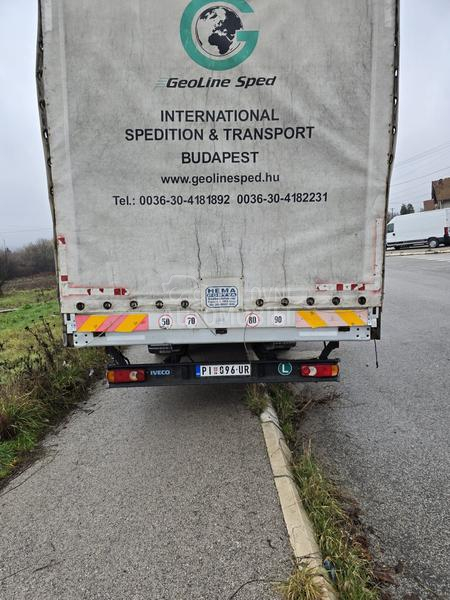 G
GeoLine Sped
INTERNATIONAL
SPEDITION & TRANSPORT
BUDAPEST
www.geolinesped.hu
Tel.: 0036-30-4181892 0036-30-4182231
HEMA
50 70 80 90
IVECO
PI 096-UR
L